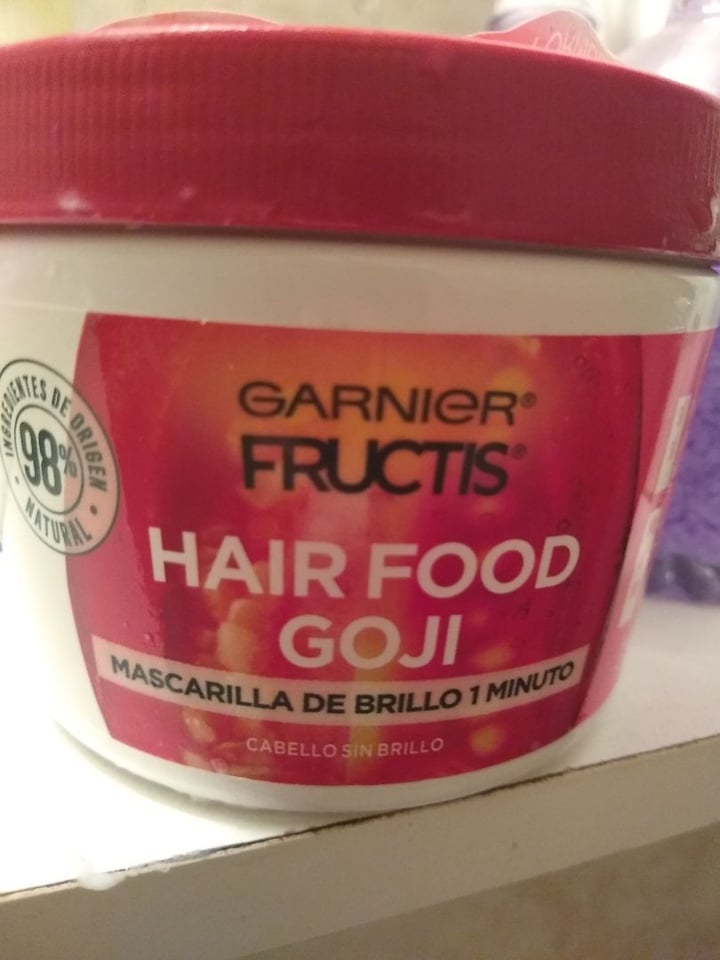 GARNIER®
FRUCTIS®
HAIR FOOD
GOJI
MASCARILLA DE BRILLO 1 MINUTO
CABELLO SIN BRILLO
INGREDIENTES DE ORIGEN
98%
NATURAL